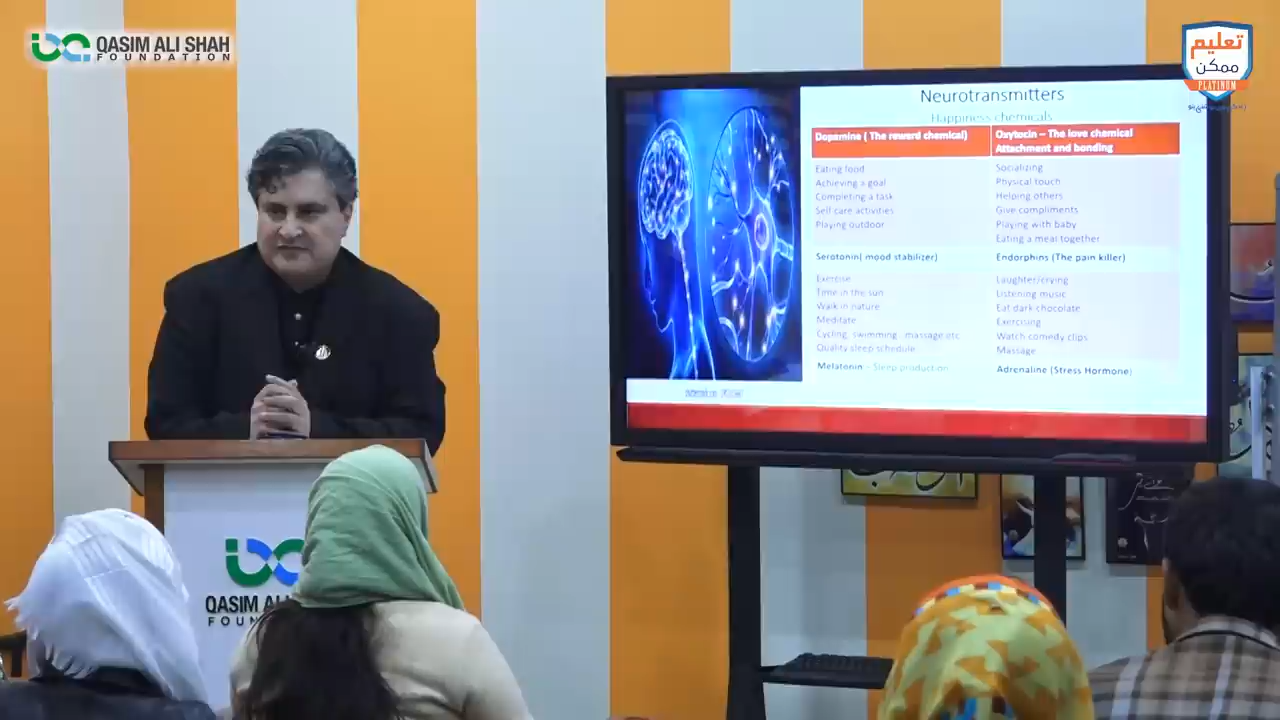 QASIM ALI SHAH
FOUNDATION
تعلیم
ممکن
PLATINUM
Neurotransmitters
Happiness chemicals
Dopamine ( The reward chemical)
Oxytocin – The love chemical
Attachment and bonding
Eating food
Achieving a goal
Completing a task
Self care activities
Playing outdoor
Socializing
Physical touch
Helping others
Give compliments
Playing with baby
Eating a meal together
Serotonin( mood stabilizer)
Endorphins (The pain killer)
Exercise
Time in the sun
Walk in nature
Meditate
Cycling, swimming , massage etc
Quality sleep schedule
Laughter/crying
Listening music
Eat dark chocolate
Exercising
Watch comedy clips
Massage
Melatonin – Sleep production
Adrenaline (Stress Hormone)
QASIM
FOUN